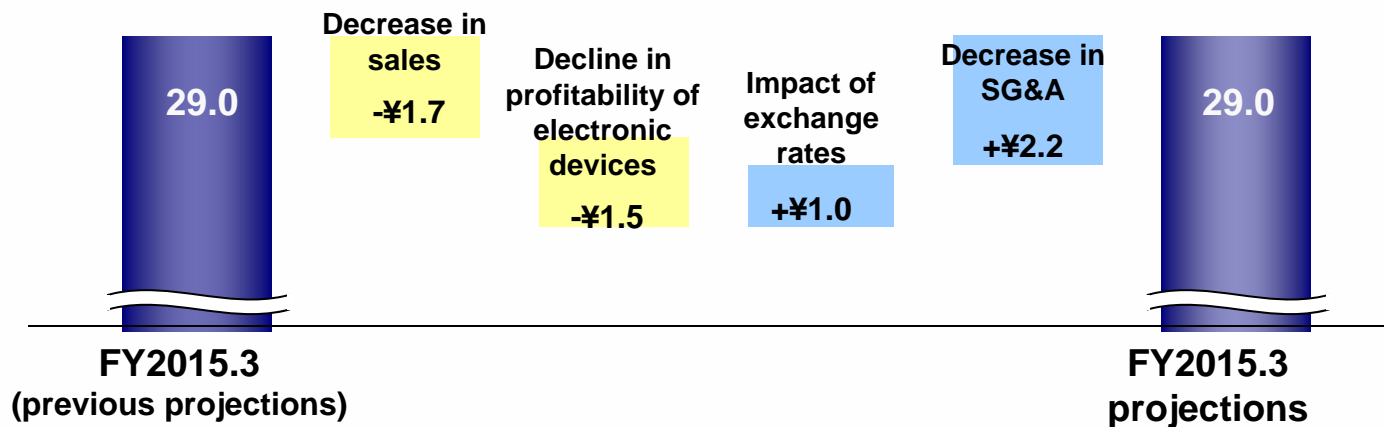 29.0
Decrease in
sales
-¥1.7
Decline in
profitability of
electronic
devices
-¥1.5
Impact of
exchange
rates
+¥1.0
Decrease in
SG&A
+¥2.2
29.0
FY2015.3
(previous projections)
FY2015.3
projections